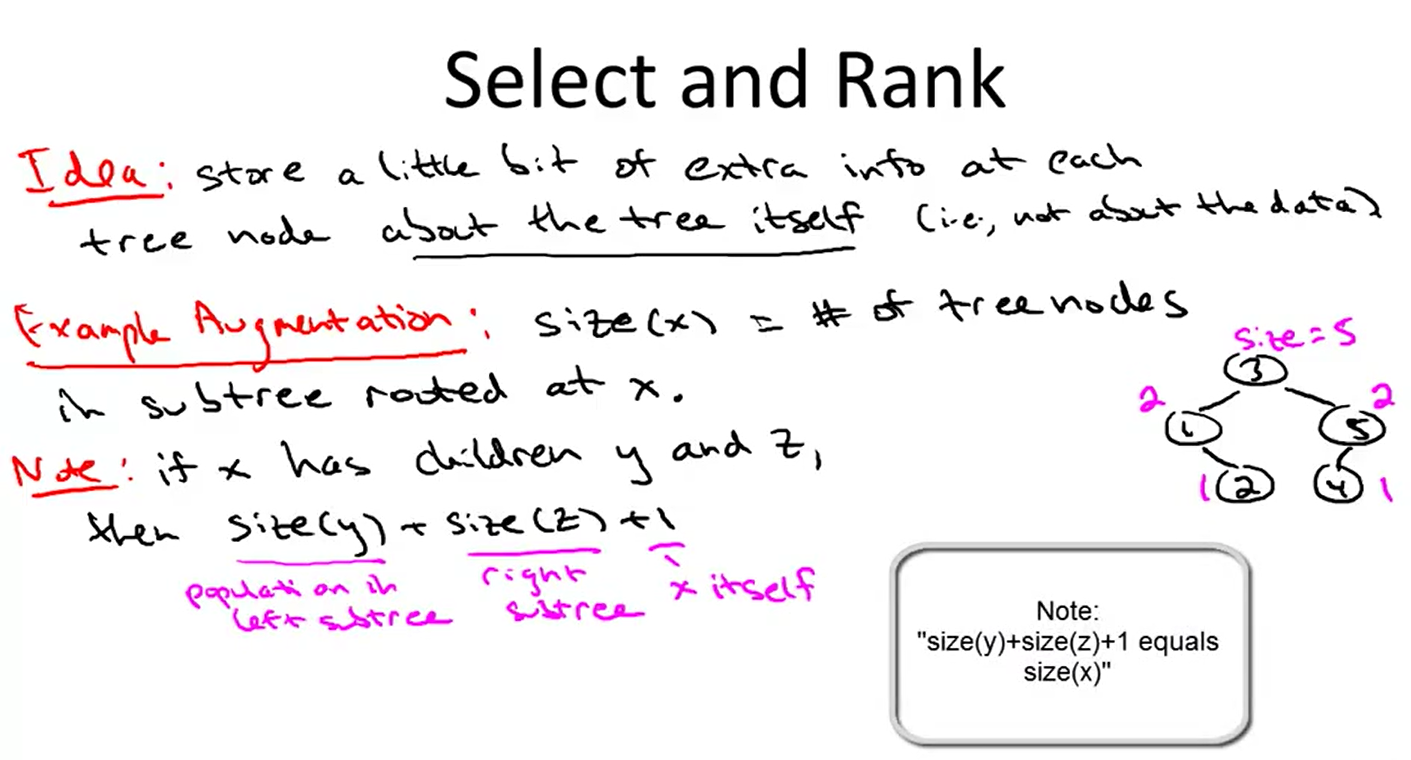 Select and Rank
Idea: store a little bit of extra info at each
tree node about the tree itself (i.e., not about the data)
Example Augmentation: size(x) = # of tree nodes
in subtree rooted at x.
size = 5
3
2
2
1
5
1
2
4
1
Note: if x has children y and z,
then size(y) + size(z) + 1
population in
left subtree
right
subtree
x itself
Note:
"size(y)+size(z)+1 equals
size(x)"